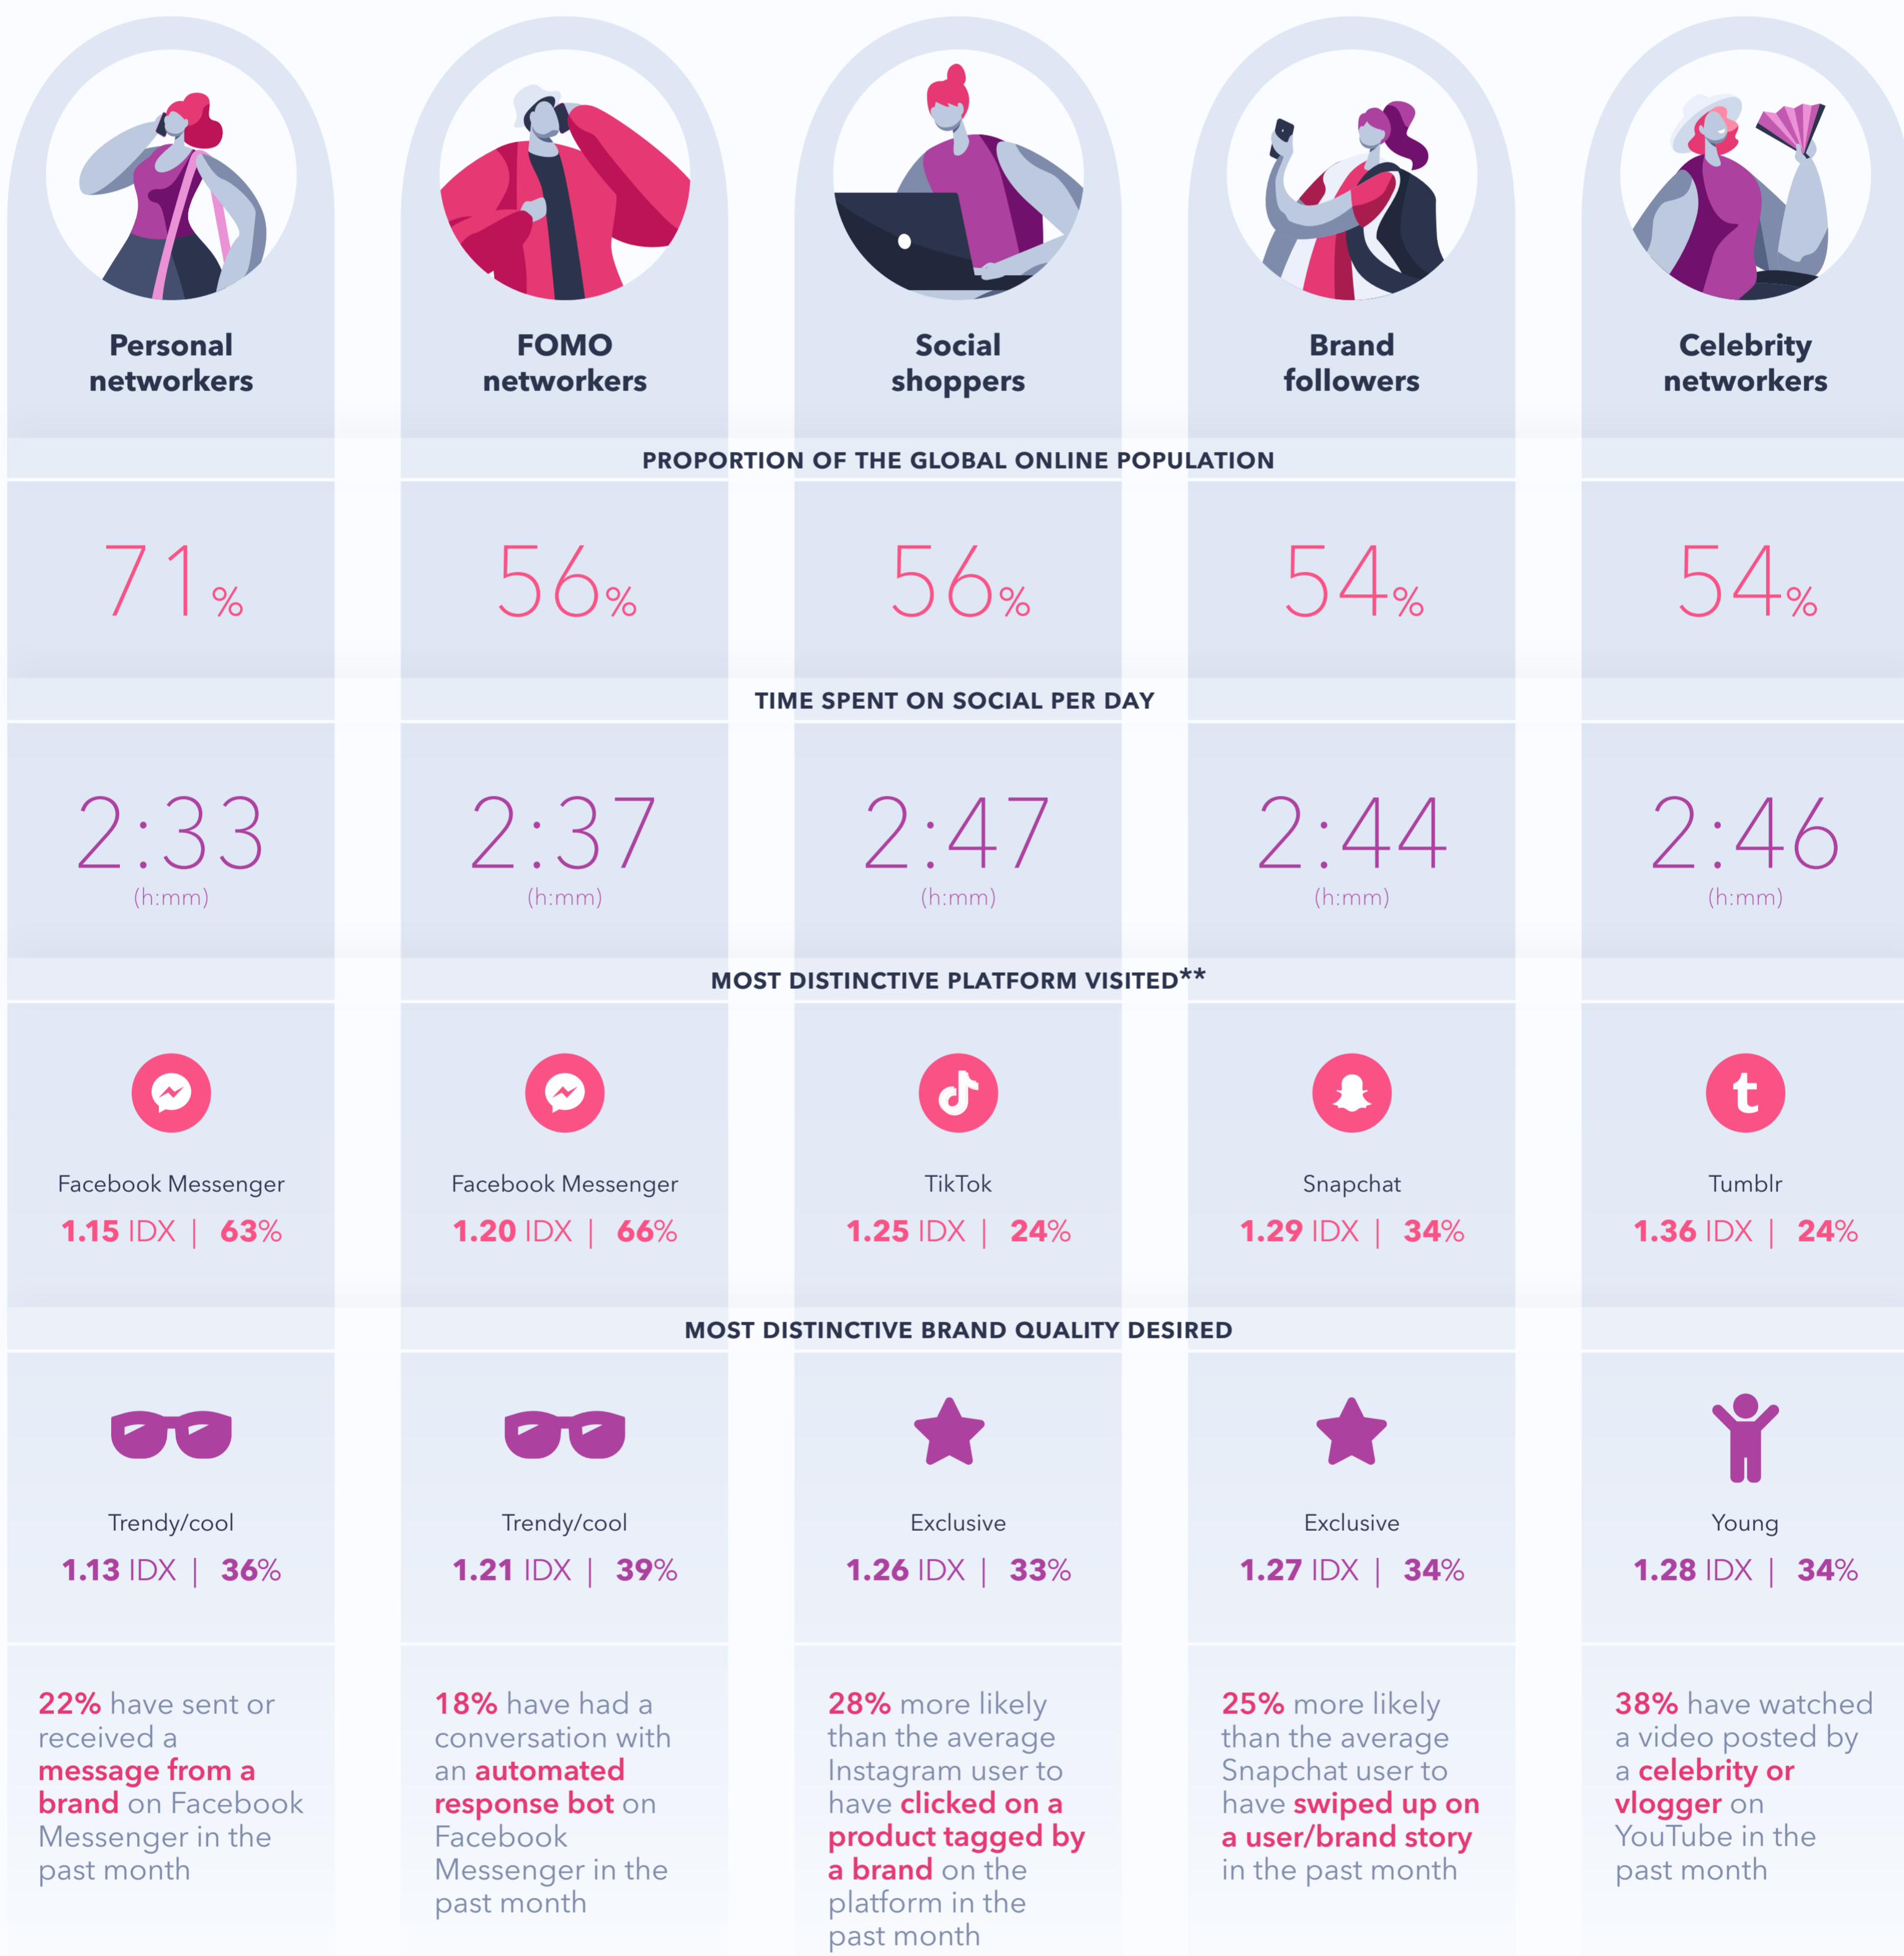 Personal
networkers
FOMO
networkers
Social
shoppers
Brand
followers
Celebrity
networkers
PROPORTION OF THE GLOBAL ONLINE POPULATION
71%
56%
56%
54%
54%
TIME SPENT ON SOCIAL PER DAY
2:33
(h:mm)
2:37
(h:mm)
2:47
(h:mm)
2:44
(h:mm)
2:46
(h:mm)
MOST DISTINCTIVE PLATFORM VISITED**
Facebook Messenger
1.15 IDX | 63%
Facebook Messenger
1.20 IDX | 66%
TikTok
1.25 IDX | 24%
Snapchat
1.29 IDX | 34%
t
Tumblr
1.36 IDX | 24%
MOST DISTINCTIVE BRAND QUALITY DESIRED
Trendy/cool
1.13 IDX | 36%
Trendy/cool
1.21 IDX | 39%
Exclusive
1.26 IDX | 33%
Exclusive
1.27 IDX | 34%
Young
1.28 IDX | 34%
22% have sent or
received a
message from a
brand on Facebook
Messenger in the
past month
18% have had a
conversation with
an automated
response bot on
Facebook
Messenger in the
past month
28% more likely
than the average
Instagram user to
have clicked on a
product tagged by
a brand on the
platform in the
past month
25% more likely
than the average
Snapchat user to
have swiped up on
a user/brand story
in the past month
38% have watched
a video posted by
a celebrity or
vlogger on
YouTube in the
past month